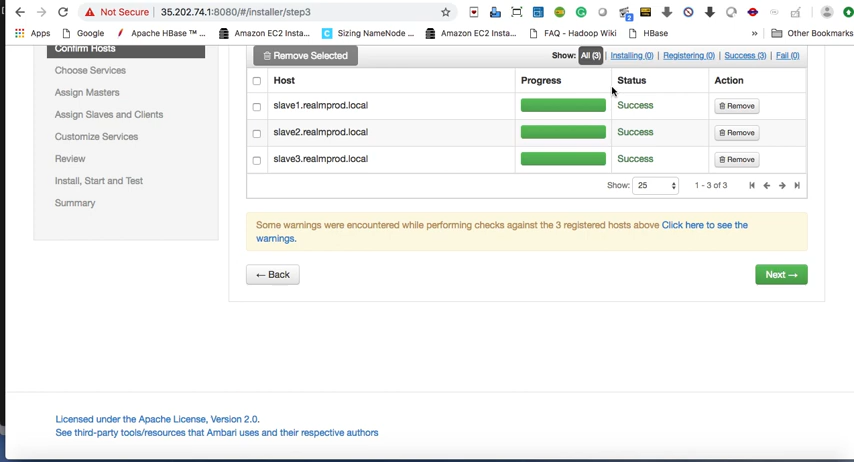 Not Secure | 35.202.74.1:8080/#/installer/step3
Apps Google Apache HBase ™ ... Amazon EC2 Insta... Sizing NameNode ... Amazon EC2 Insta... FAQ - Hadoop Wiki HBase » Other Bookmarks
Confirm Hosts
Choose Services
Assign Masters
Assign Slaves and Clients
Customize Services
Review
Install, Start and Test
Summary
Remove Selected
Show: All (3) | Installing (0) | Registering (0) | Success (3) | Fail (0)
Host Progress Status Action
slave1.realmprod.local Success Remove
slave2.realmprod.local Success Remove
slave3.realmprod.local Success Remove
Show: 25 1 - 3 of 3
Some warnings were encountered while performing checks against the 3 registered hosts above Click here to see the
warnings.
← Back Next →
Licensed under the Apache License, Version 2.0.
See third-party tools/resources that Ambari uses and their respective authors